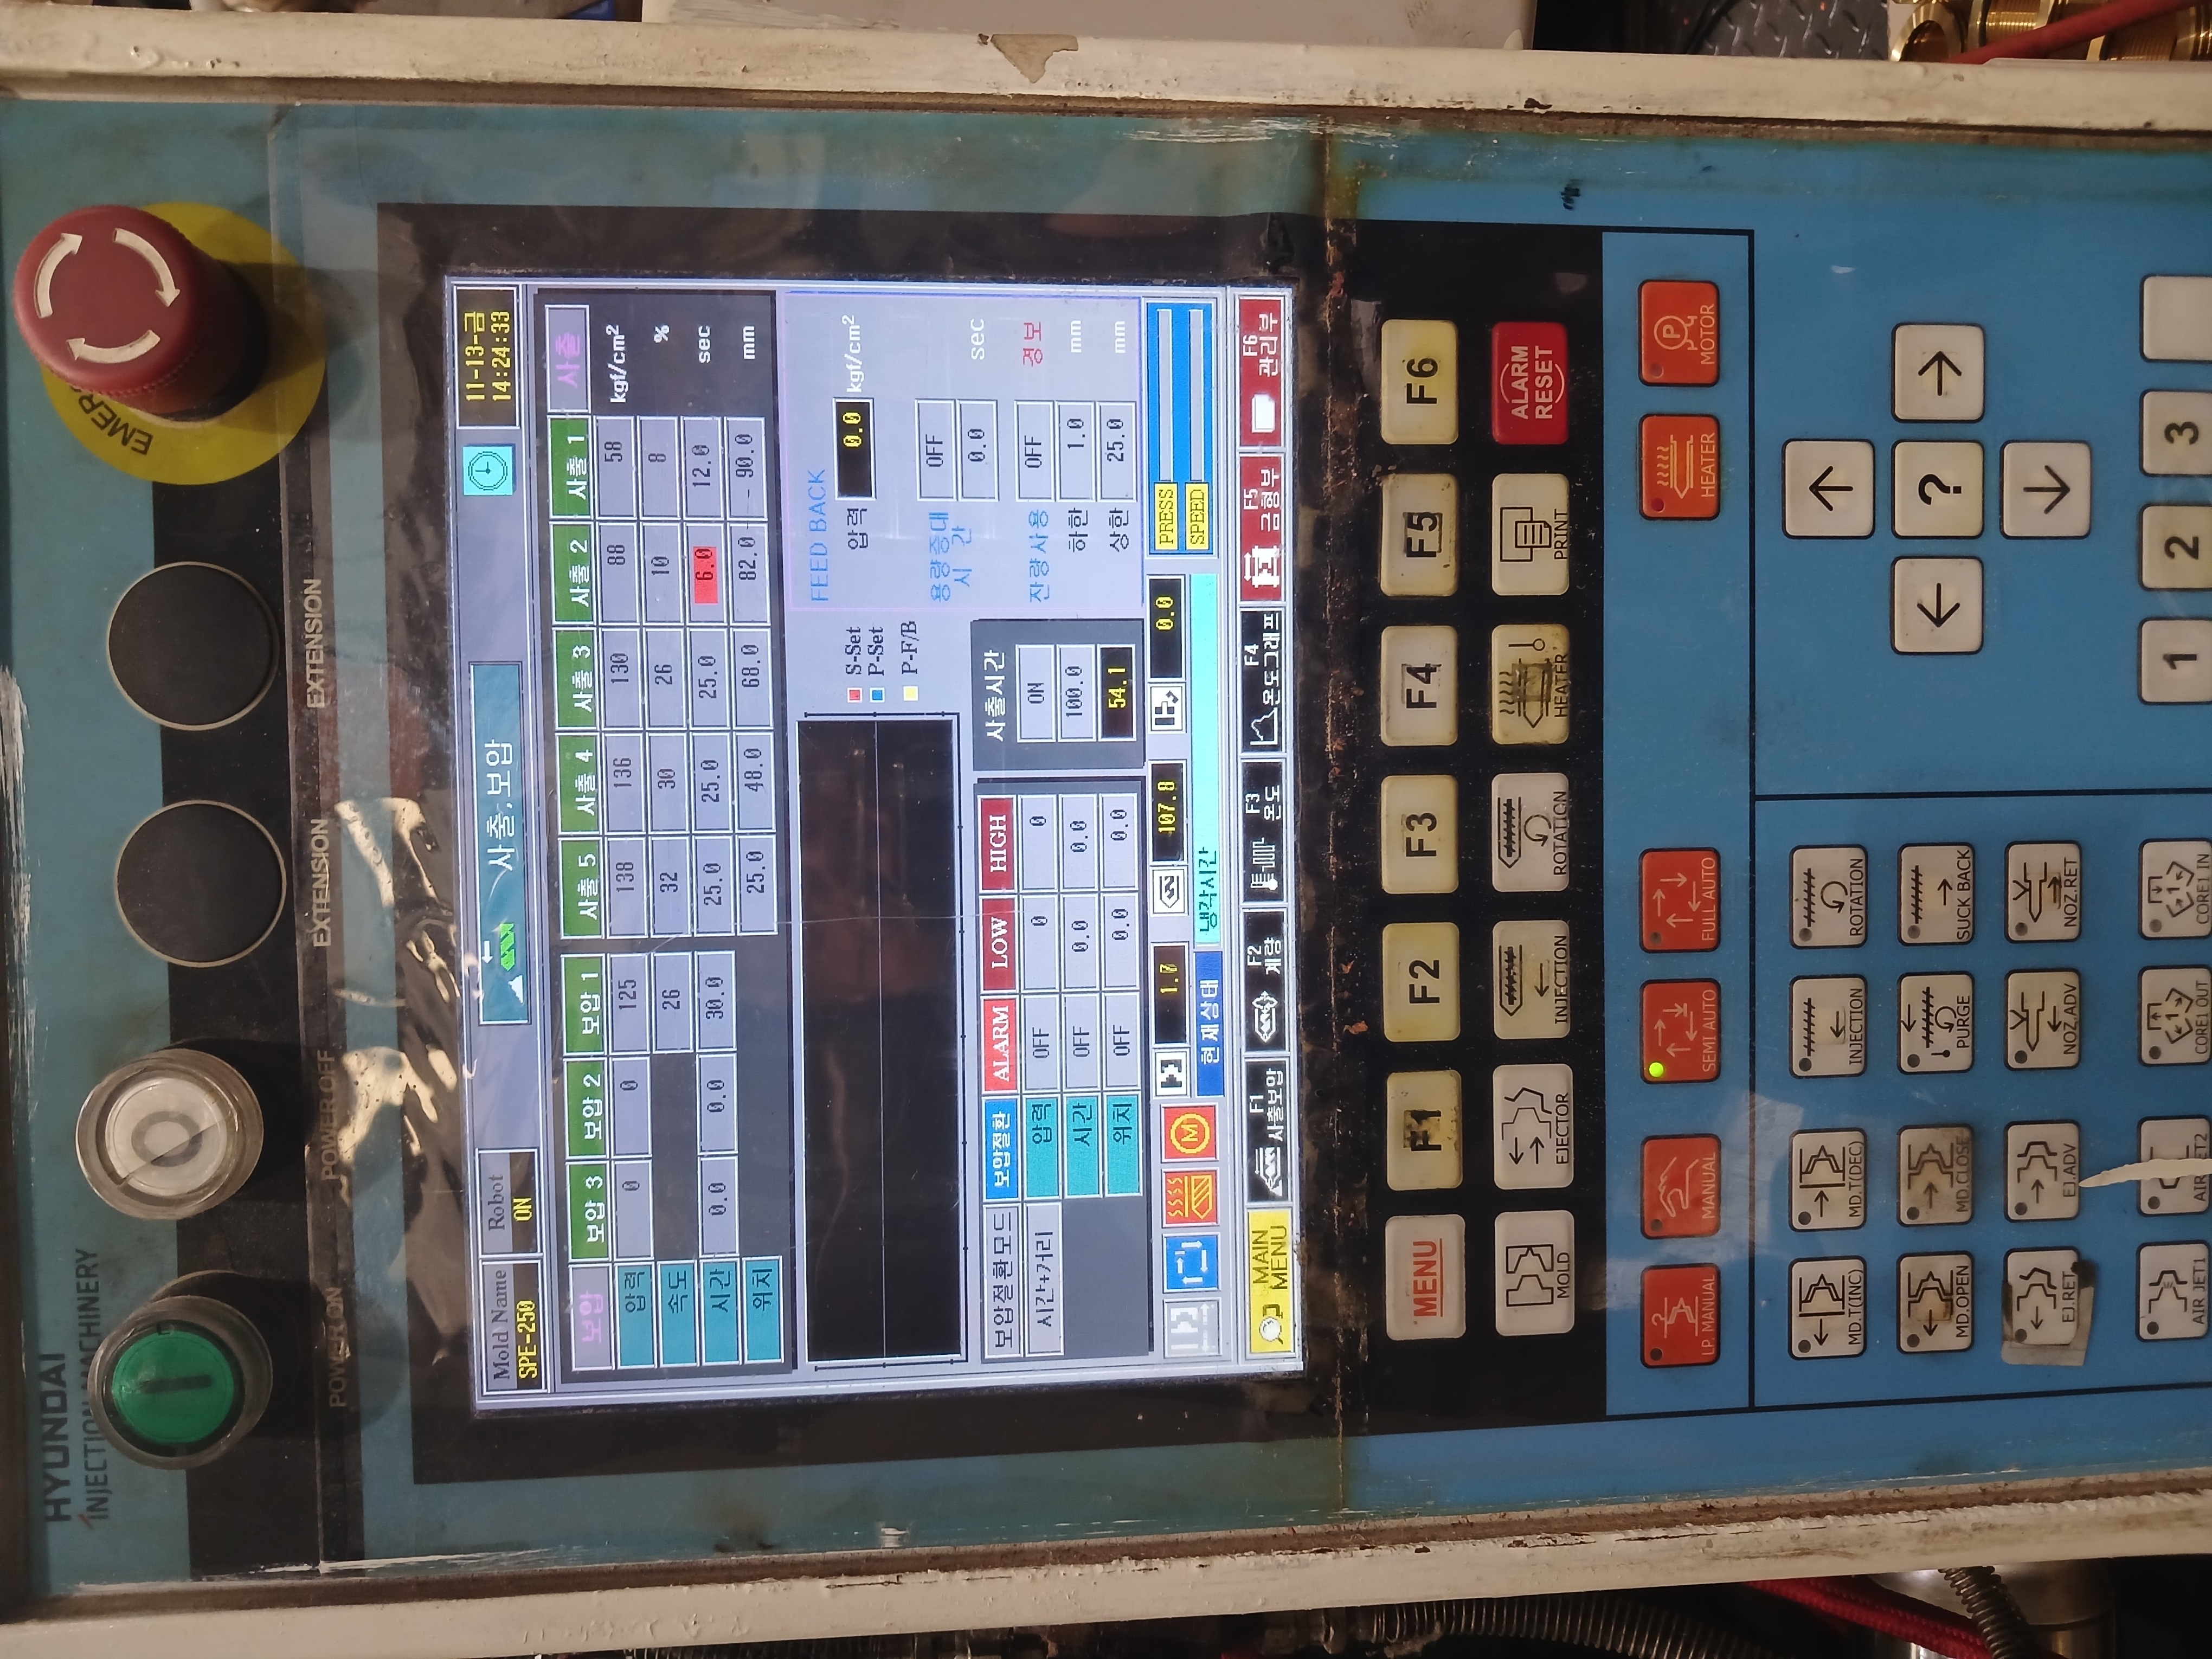 HYUNDAI
INJECTION MACHINERY
EMER
POWER ON
POWER OFF
EXTENSION
EXTENSION
Mold Name
SPE-250
Robot
ON
사출,보압
11-13-금
14:24:33
보압 보압 3 보압 2 보압 1 사출 5 사출 4 사출 3 사출 2 사출 1 사출
압력 0 0 125 138 136 130 88 58 kgf/cm²
속도 26 32 30 26 10 8 %
시간 0.0 0.0 30.0 25.0 25.0 25.0 6.0 12.0 sec
위치 25.0 48.0 68.0 82.0 - 90.0 mm
S-Set
P-Set
P-F/B
FEED BACK
압력 0.0 kgf/cm²
용량증대 OFF
시 간 0.0 sec
잔량사용 OFF 경보
하한 1.0 mm
상한 25.0 mm
보압절환모드 보압절환 ALARM LOW HIGH
시간+거리 압력 OFF 0 0
시간 OFF 0.0 0.0
위치 OFF 0.0 0.0
사출시간
ON
100.0
54.1
107.8 0.0
현재상태 냉각시간
PRESS
SPEED
MAIN MENU
F1 사출보압
F2 계량
F3 온도
F4 온도그래프
F5 금형부
F6 관리부
MENU F1 F2 F3 F4 F5 F6
MOLD EJECTOR INJECTION ROTATION HEATER PRINT ALARM RESET
LP. MANUAL MANUAL SEMI AUTO FULL AUTO HEATER MOTOR
MD.T(INC) MD.T(DEC) INJECTION ROTATION
MD.OPEN MD.CLOSE PURGE SUCK BACK
?
EJ.RET EJ.ADV NOZ.ADV NOZ.RET
AIR JET1 CORE1 OUT CORE1 IN
1 2 3